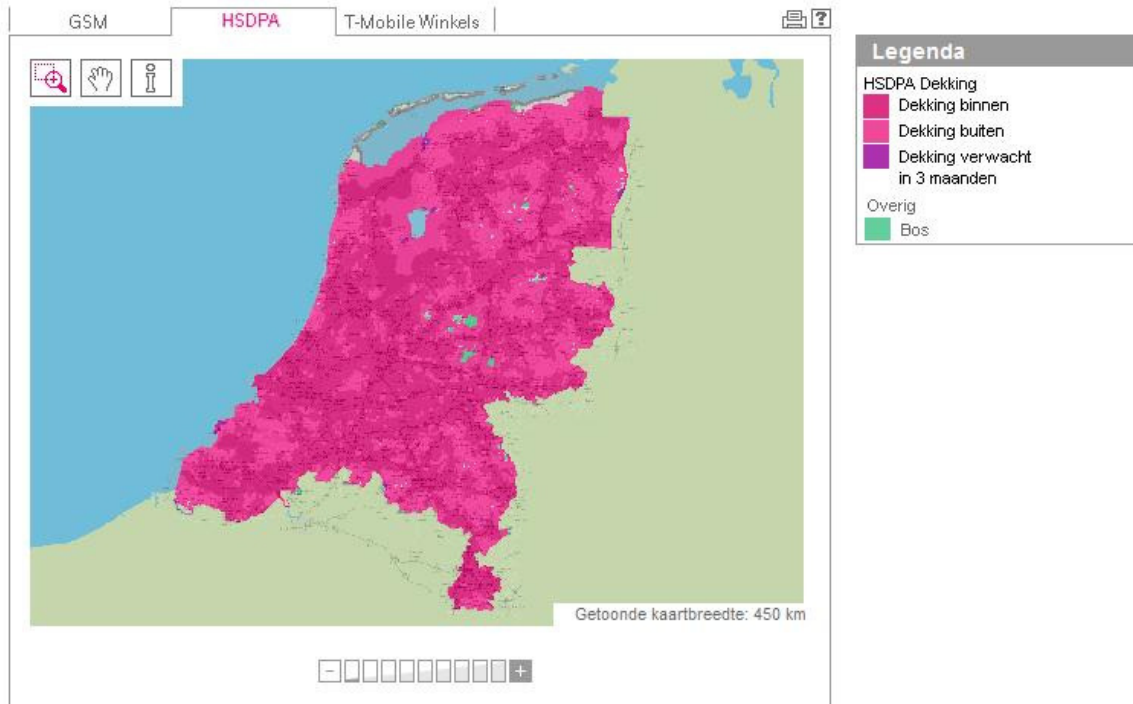 GSM
HSDPA
T-Mobile Winkels
?
Legenda
HSDPA Dekking
Dekking binnen
Dekking buiten
Dekking verwacht
in 3 maanden
Overig
Bos
Getoonde kaartbreedte: 450 km
- +